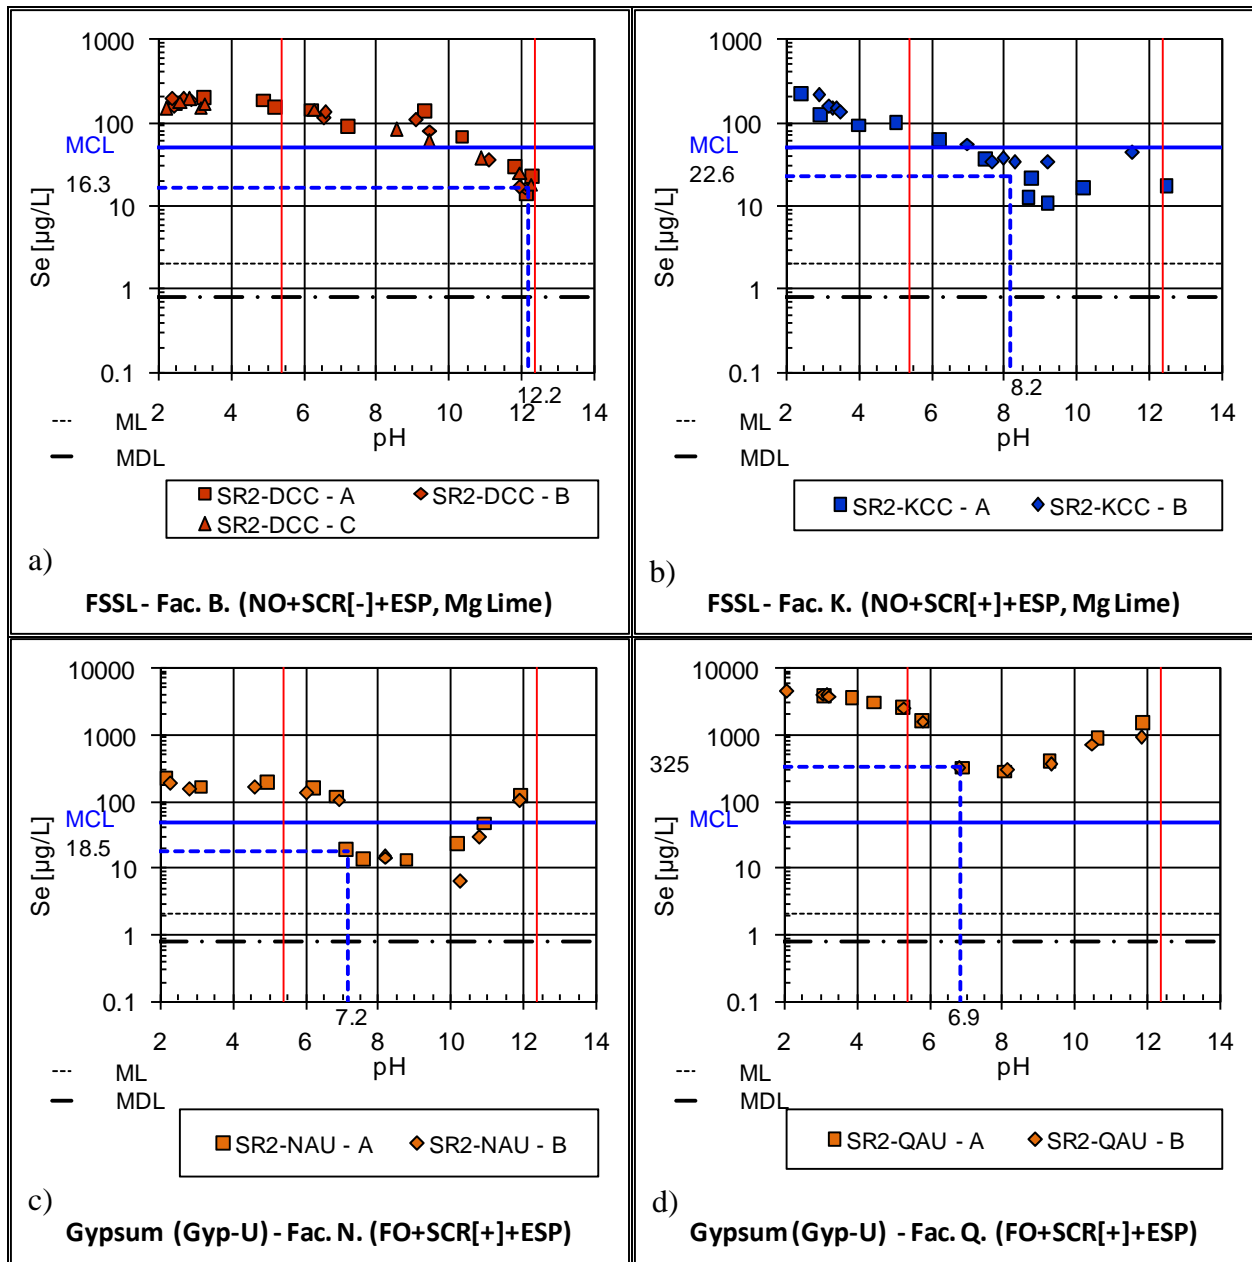 1000
100
MCL
16.3
10
1
0.1
Se [µg/L]
12.2
2 4 6 8 10 12 14
pH
ML
MDL
SR2-DCC - A SR2-DCC - B
SR2-DCC - C
a)
FSSL - Fac. B. (NO+SCR[-]+ESP, Mg Lime)
1000
100
MCL
22.6
10
1
0.1
Se [µg/L]
8.2
2 4 6 8 10 12 14
pH
ML
MDL
SR2-KCC - A SR2-KCC - B
b)
FSSL - Fac. K. (NO+SCR[+]+ESP, Mg Lime)
10000
1000
100
MCL
18.5
10
1
0.1
Se [µg/L]
7.2
2 4 6 8 10 12 14
pH
ML
MDL
SR2-NAU - A SR2-NAU - B
c)
Gypsum (Gyp-U) - Fac. N. (FO+SCR[+]+ESP)
10000
1000
325
100
MCL
10
1
0.1
Se [µg/L]
6.9
2 4 6 8 10 12 14
pH
ML
MDL
SR2-QAU - A SR2-QAU - B
d)
Gypsum (Gyp-U) - Fac. Q. (FO+SCR[+]+ESP)